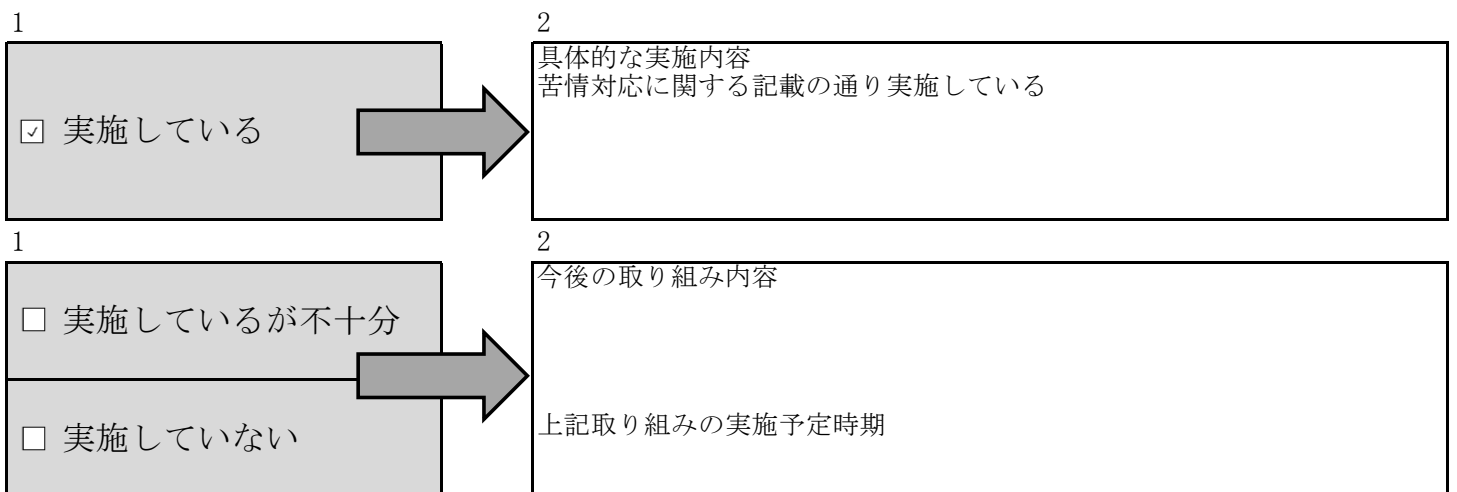 1
2
☑ 実施している
具体的な実施内容
苦情対応に関する記載の通り実施している
1
2
☐ 実施しているが不十分
☐ 実施していない
今後の取り組み内容
上記取り組みの実施予定時期